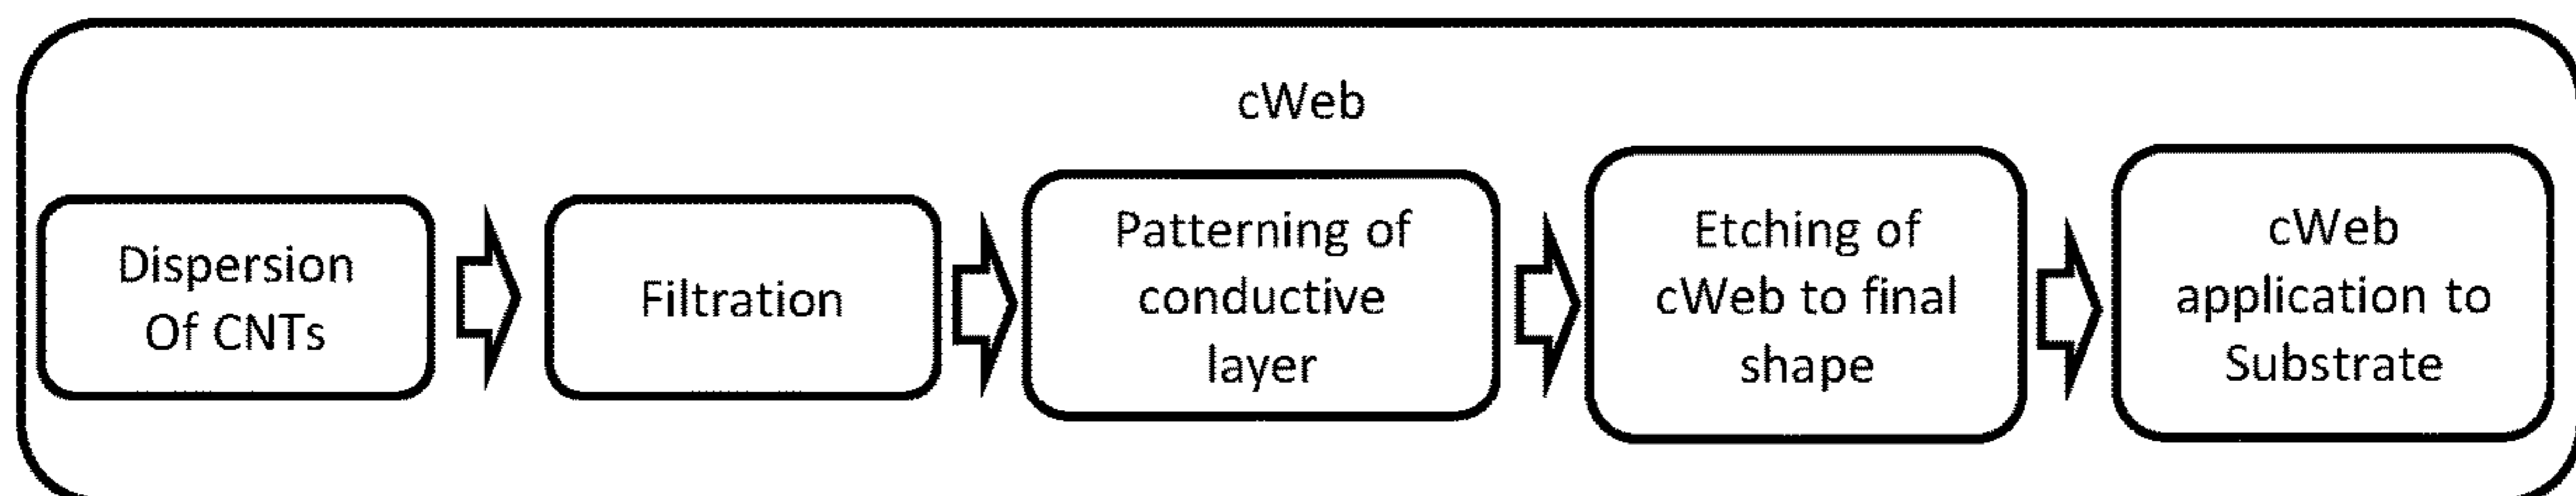 cWeb
Dispersion
Of CNTs
Filtration
Patterning of
conductive
layer
Etching of
cWeb to final
shape
cWeb
application to
Substrate